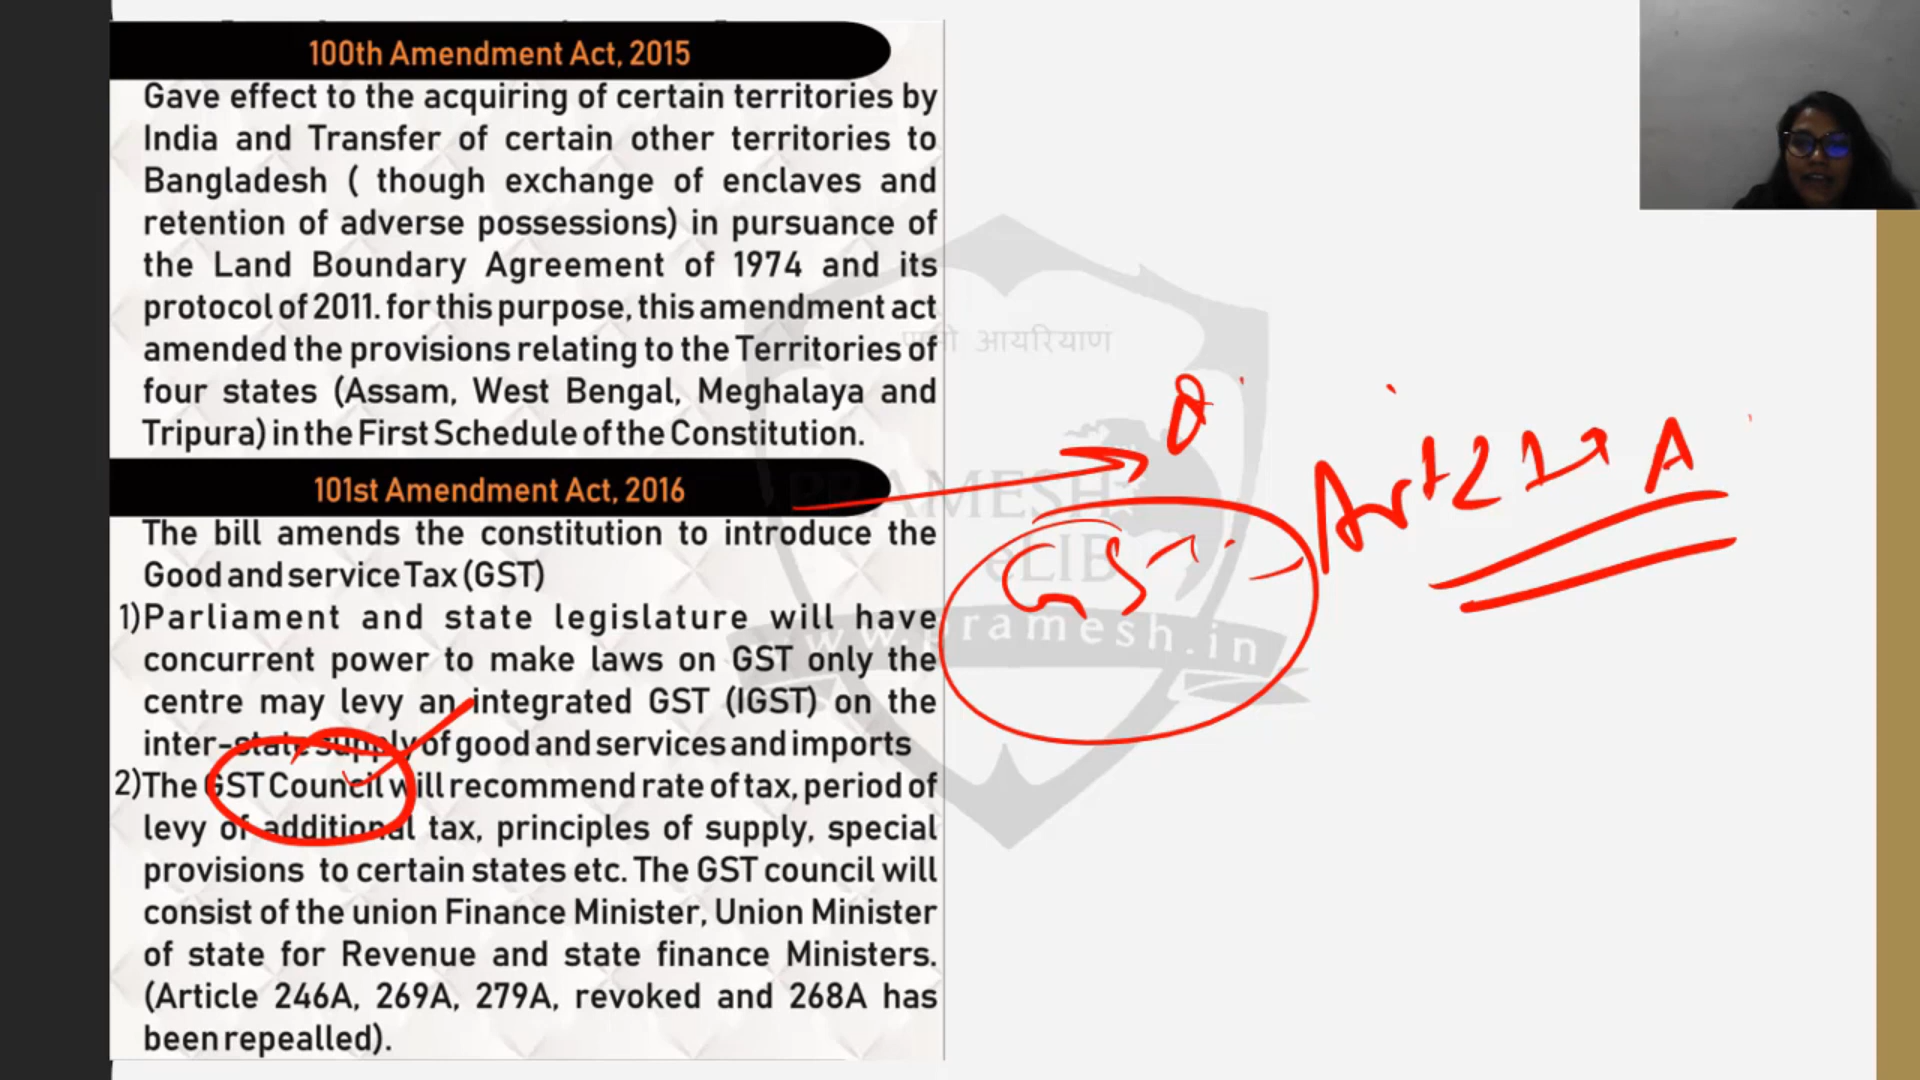 100th Amendment Act, 2015
Gave effect to the acquiring of certain territories by
India and Transfer of certain other territories to
Bangladesh ( though exchange of enclaves and
retention of adverse possessions) in pursuance of
the Land Boundary Agreement of 1974 and its
protocol of 2011. for this purpose, this amendment act
amended the provisions relating to the Territories of
four states (Assam, West Bengal, Meghalaya and
Tripura) in the First Schedule of the Constitution.
101st Amendment Act, 2016
The bill amends the constitution to introduce the
Good and service Tax (GST)
1)Parliament and state legislature will have
concurrent power to make laws on GST only the
centre may levy an integrated GST (IGST) on the
inter-state supply of good and services and imports
2)The GST Council will recommend rate of tax, period of
levy of additional tax, principles of supply, special
provisions to certain states etc. The GST council will
consist of the union Finance Minister, Union Minister
of state for Revenue and state finance Ministers.
(Article 246A, 269A, 279A, revoked and 268A has
been repealled).
आयरियाणं
PRAMESH
eLIB
www.pramesh.in
GST